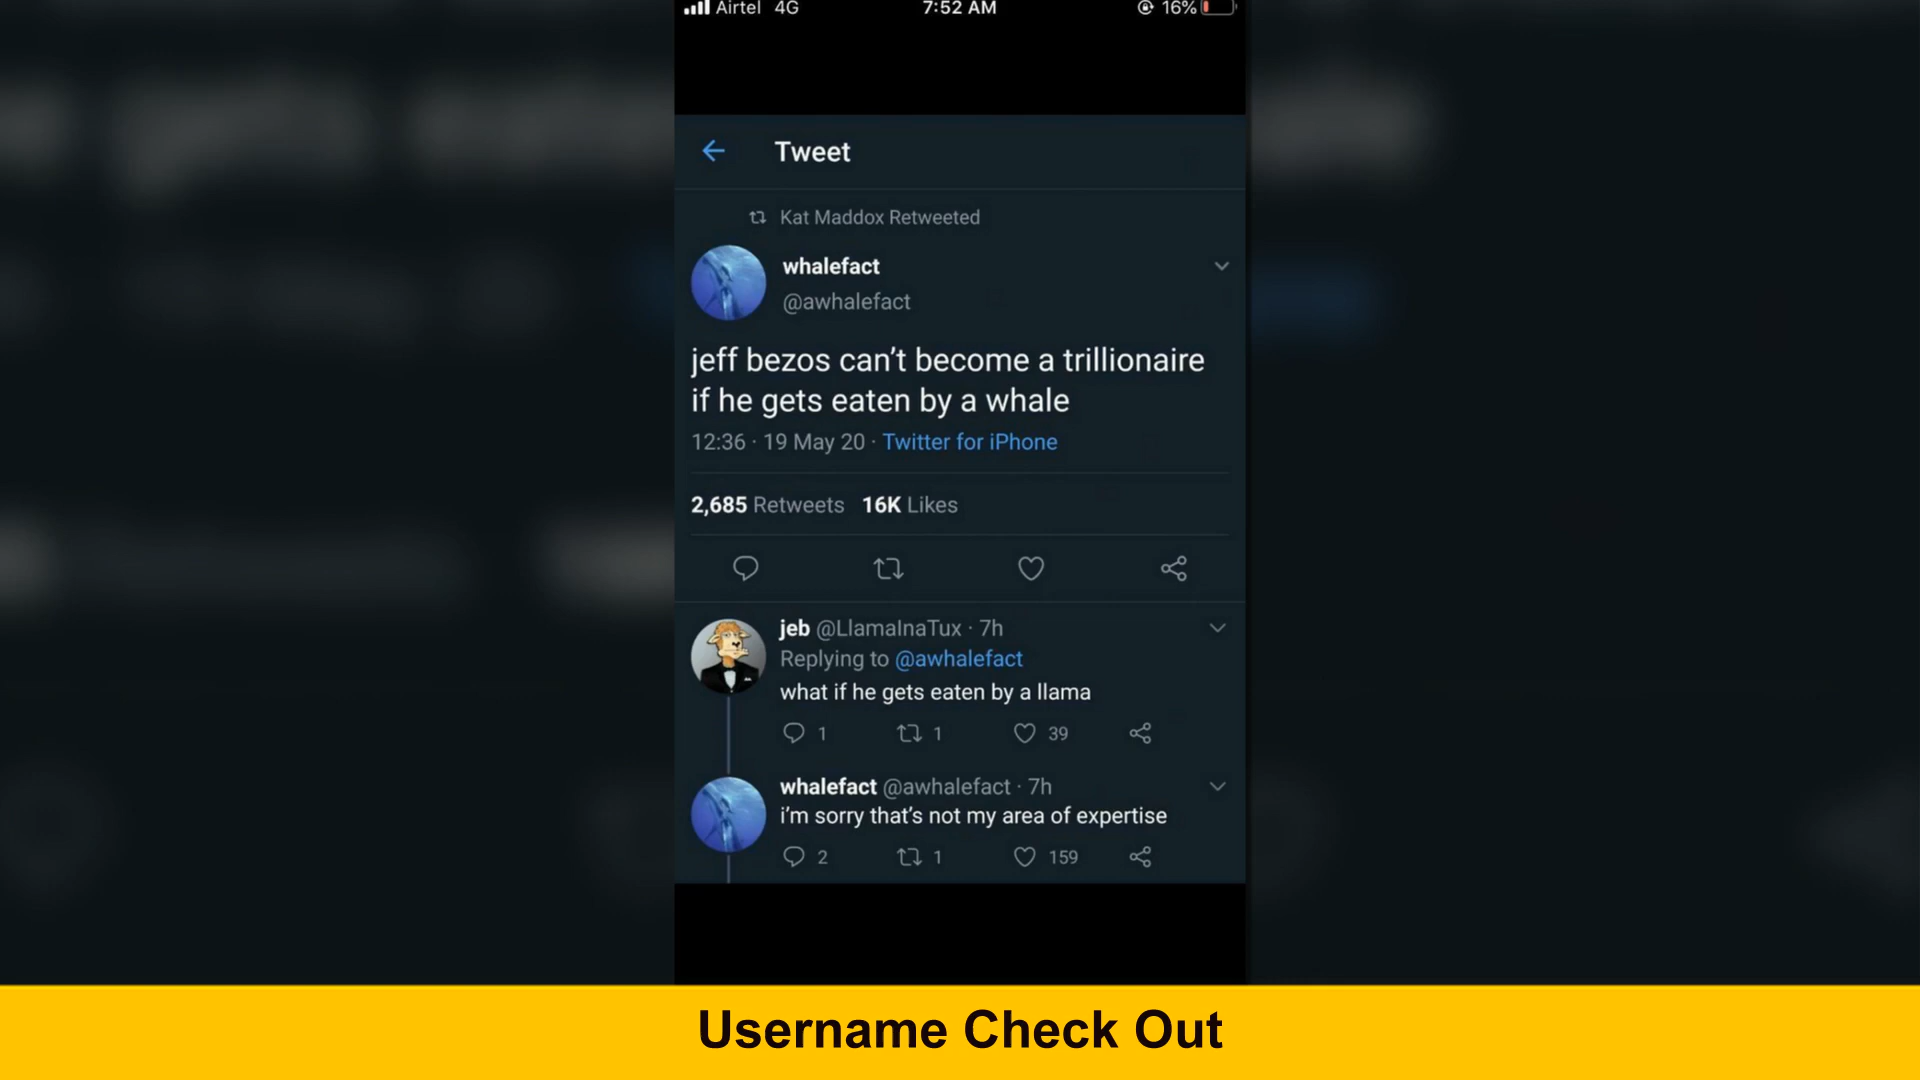 Airtel 4G 7:52 AM 16%
Tweet
Kat Maddox Retweeted
whalefact
@awhalefact
jeff bezos can't become a trillionaire
if he gets eaten by a whale
12:36 · 19 May 20 · Twitter for iPhone
2,685 Retweets 16K Likes
jeb @LlamaInaTux · 7h
Replying to @awhalefact
what if he gets eaten by a llama
1 1 39
whalefact @awhalefact · 7h
i'm sorry that's not my area of expertise
2 1 159
Username Check Out